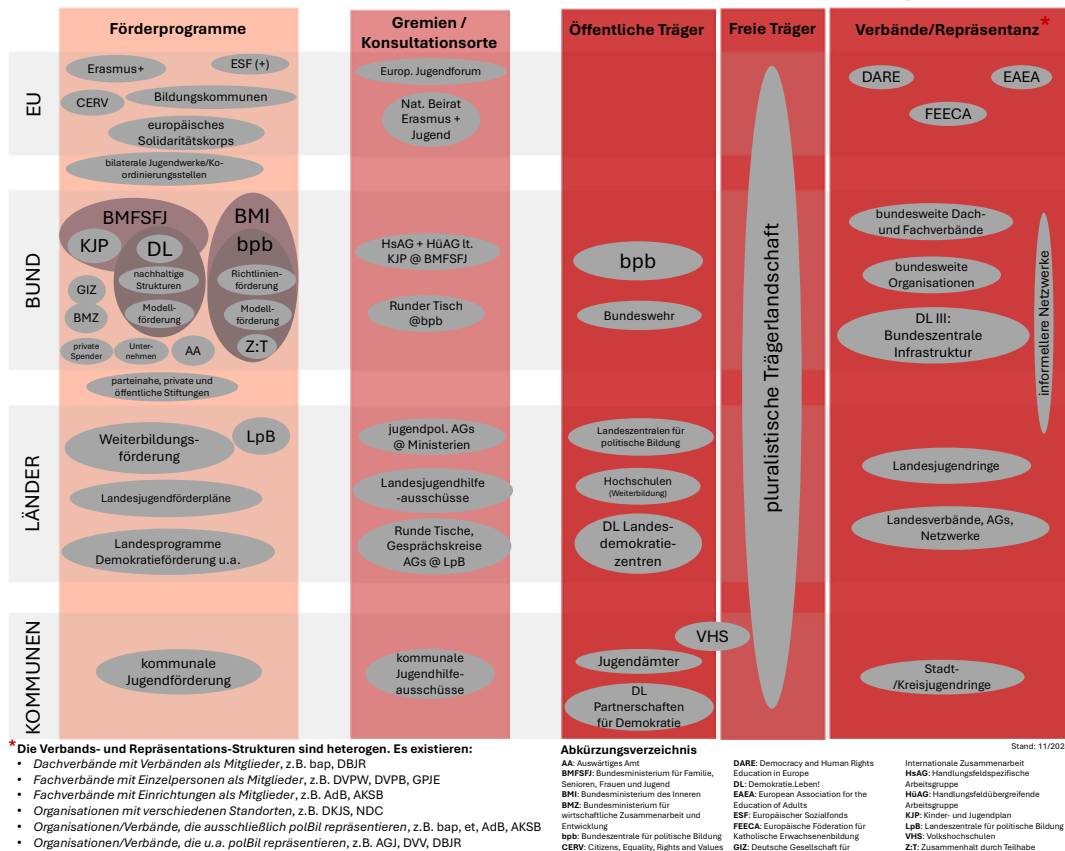 Förderprogramme
Gremien /
Konsultationsorte
Öffentliche Träger
Freie Träger
Verbände/Repräsentanz*
EU
Erasmus+
ESF (+)
CERV
Bildungskommunen
europäisches
Solidaritätskorps
bilaterale Jugendwerke/Ko-
ordinierungsstellen
Europ. Jugendforum
Nat. Beirat
Erasmus +
Jugend
DARE
EAEA
FEECA
pluralistische Trägerlandschaft
BUND
BMFSFJ
KJP
DL
nachhaltige
Strukturen
Modell-
förderung
BMI
bpb
Richtlinien-
förderung
Modell-
förderung
Z:T
GIZ
BMZ
private
Spender
Unter-
nehmen
AA
parteinahe, private und
öffentliche Stiftungen
HsAG + HüAG lt.
KJP @ BMFSFJ
Runder Tisch
@bpb
bpb
Bundeswehr
bundesweite Dach-
und Fachverbände
bundesweite
Organisationen
DL III:
Bundeszentrale
Infrastruktur
informellere Netzwerke
LÄNDER
Weiterbildungs-
förderung
LpB
Landesjugendförderpläne
Landesprogramme
Demokratieförderung u.a.
jugendpol. AGs
@ Ministerien
Landesjugendhilfe
-ausschüsse
Runde Tische,
Gesprächskreise
AGs @ LpB
Landeszentralen für
politische Bildung
Hochschulen
(Weiterbildung)
DL Landes-
demokratie-
zentren
Landesjugendringe
Landesverbände, AGs,
Netzwerke
KOMMUNEN
kommunale
Jugendförderung
kommunale
Jugendhilfe-
ausschüsse
VHS
Jugendämter
DL
Partnerschaften
für Demokratie
Stadt-
/Kreisjugendringe
*Die Verbands- und Repräsentations-Strukturen sind heterogen. Es existieren:
• Dachverbände mit Verbänden als Mitglieder, z.B. bap, DBJR
• Fachverbände mit Einzelpersonen als Mitglieder, z.B. DVPW, DVPB, GPJE
• Fachverbände mit Einrichtungen als Mitglieder, z.B. AdB, AKSB
• Organisationen mit verschiedenen Standorten, z.B. DKJS, NDC
• Organisationen/Verbände, die ausschließlich polBil repräsentieren, z.B. bap, et, AdB, AKSB
• Organisationen/Verbände, die u.a. polBil repräsentieren, z.B. AGJ, DVV, DBJR
Abkürzungsverzeichnis
AA: Auswärtiges Amt
BMFSFJ: Bundesministerium für Familie,
Senioren, Frauen und Jugend
BMI: Bundesministerium des Inneren
BMZ: Bundesministerium für
wirtschaftliche Zusammenarbeit und
Entwicklung
bpb: Bundeszentrale für politische Bildung
CERV: Citizens, Equality, Rights and Values
DARE: Democracy and Human Rights
Education in Europe
DL: Demokratie.Leben!
EAEA: European Association for the
Education of Adults
ESF: Europäischer Sozialfonds
FEECA: Europäische Föderation für
Katholische Erwachsenenbildung
GIZ: Deutsche Gesellschaft für
Stand: 11/202
Internationale Zusammenarbeit
HsAG: Handlungsfeldspezifische
Arbeitsgruppe
HüAG: Handlungsfeldübergreifende
Arbeitsgruppe
KJP: Kinder- und Jugendplan
LpB: Landeszentrale für politische Bildung
VHS: Volkshochschulen
Z:T: Zusammenhalt durch Teilhabe